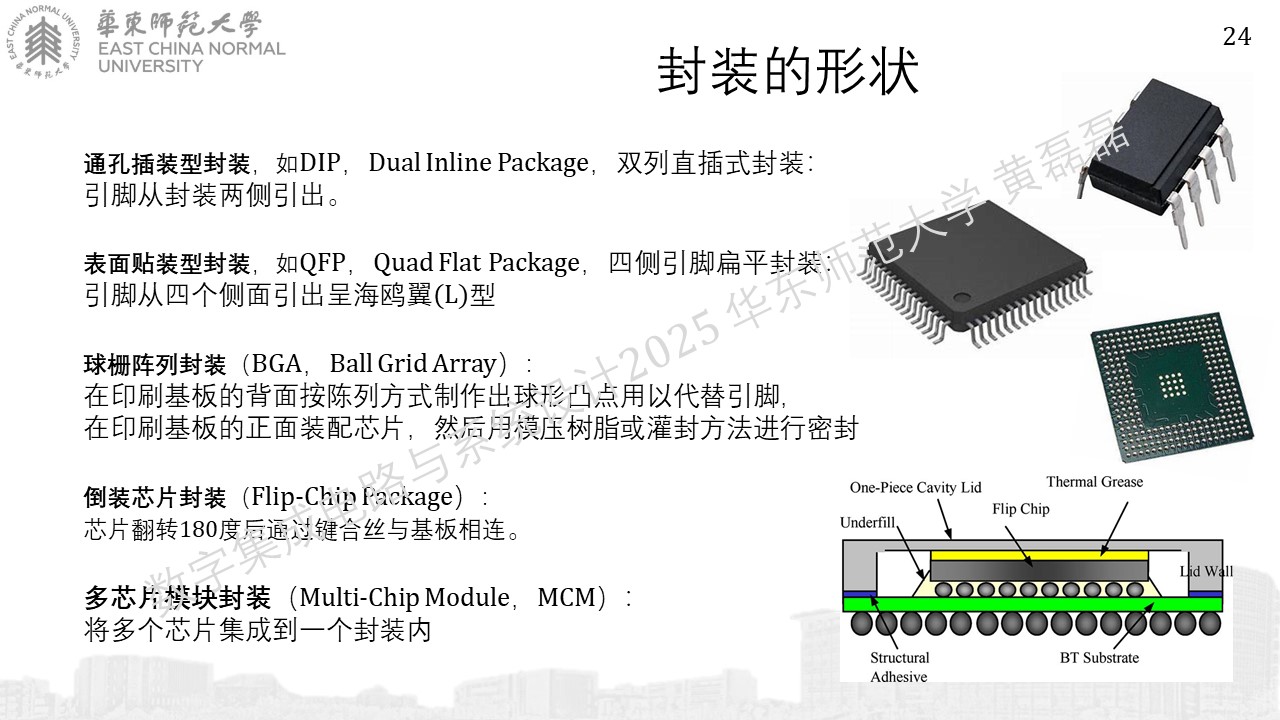 華東師範大學
EAST CHINA NORMAL
UNIVERSITY
EAST CHINA NORMAL UNIVERSITY
華東師範大學
24
封装的形状
通孔插装型封装，如DIP，Dual Inline Package，双列直插式封装：
引脚从封装两侧引出。
表面贴装型封装，如QFP，Quad Flat Package，四侧引脚扁平封装：
引脚从四个侧面引出呈海鸥翼(L)型
球栅阵列封装（BGA，Ball Grid Array）：
在印刷基板的背面按陈列方式制作出球形凸点用以代替引脚，
在印刷基板的正面装配芯片，然后用模压树脂或灌封方法进行密封
倒装芯片封装（Flip-Chip Package）：
芯片翻转180度后通过键合丝与基板相连。
多芯片模块封装（Multi-Chip Module，MCM）：
将多个芯片集成到一个封装内
One-Piece Cavity Lid
Thermal Grease
Flip Chip
Underfill
Lid Wall
Structural
Adhesive
BT Substrate
数字集成电路与系统设计2025 华东师范大学 黄磊磊